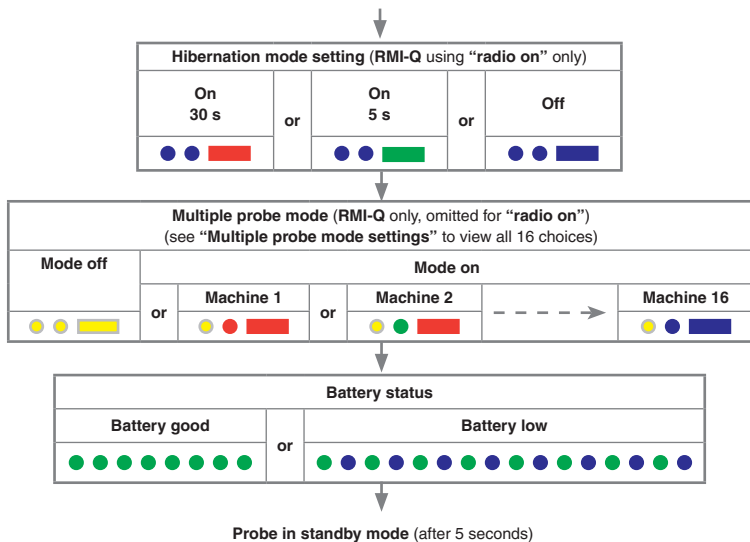 Hibernation mode setting (RMI-Q using “radio on” only)
On
30 s
or
On
5 s
or
Off
Multiple probe mode (RMI-Q only, omitted for “radio on”)
(see “Multiple probe mode settings” to view all 16 choices)
Mode off
Mode on
or
Machine 1
or
Machine 2
Machine 16
Battery status
Battery good
or
Battery low
Probe in standby mode (after 5 seconds)